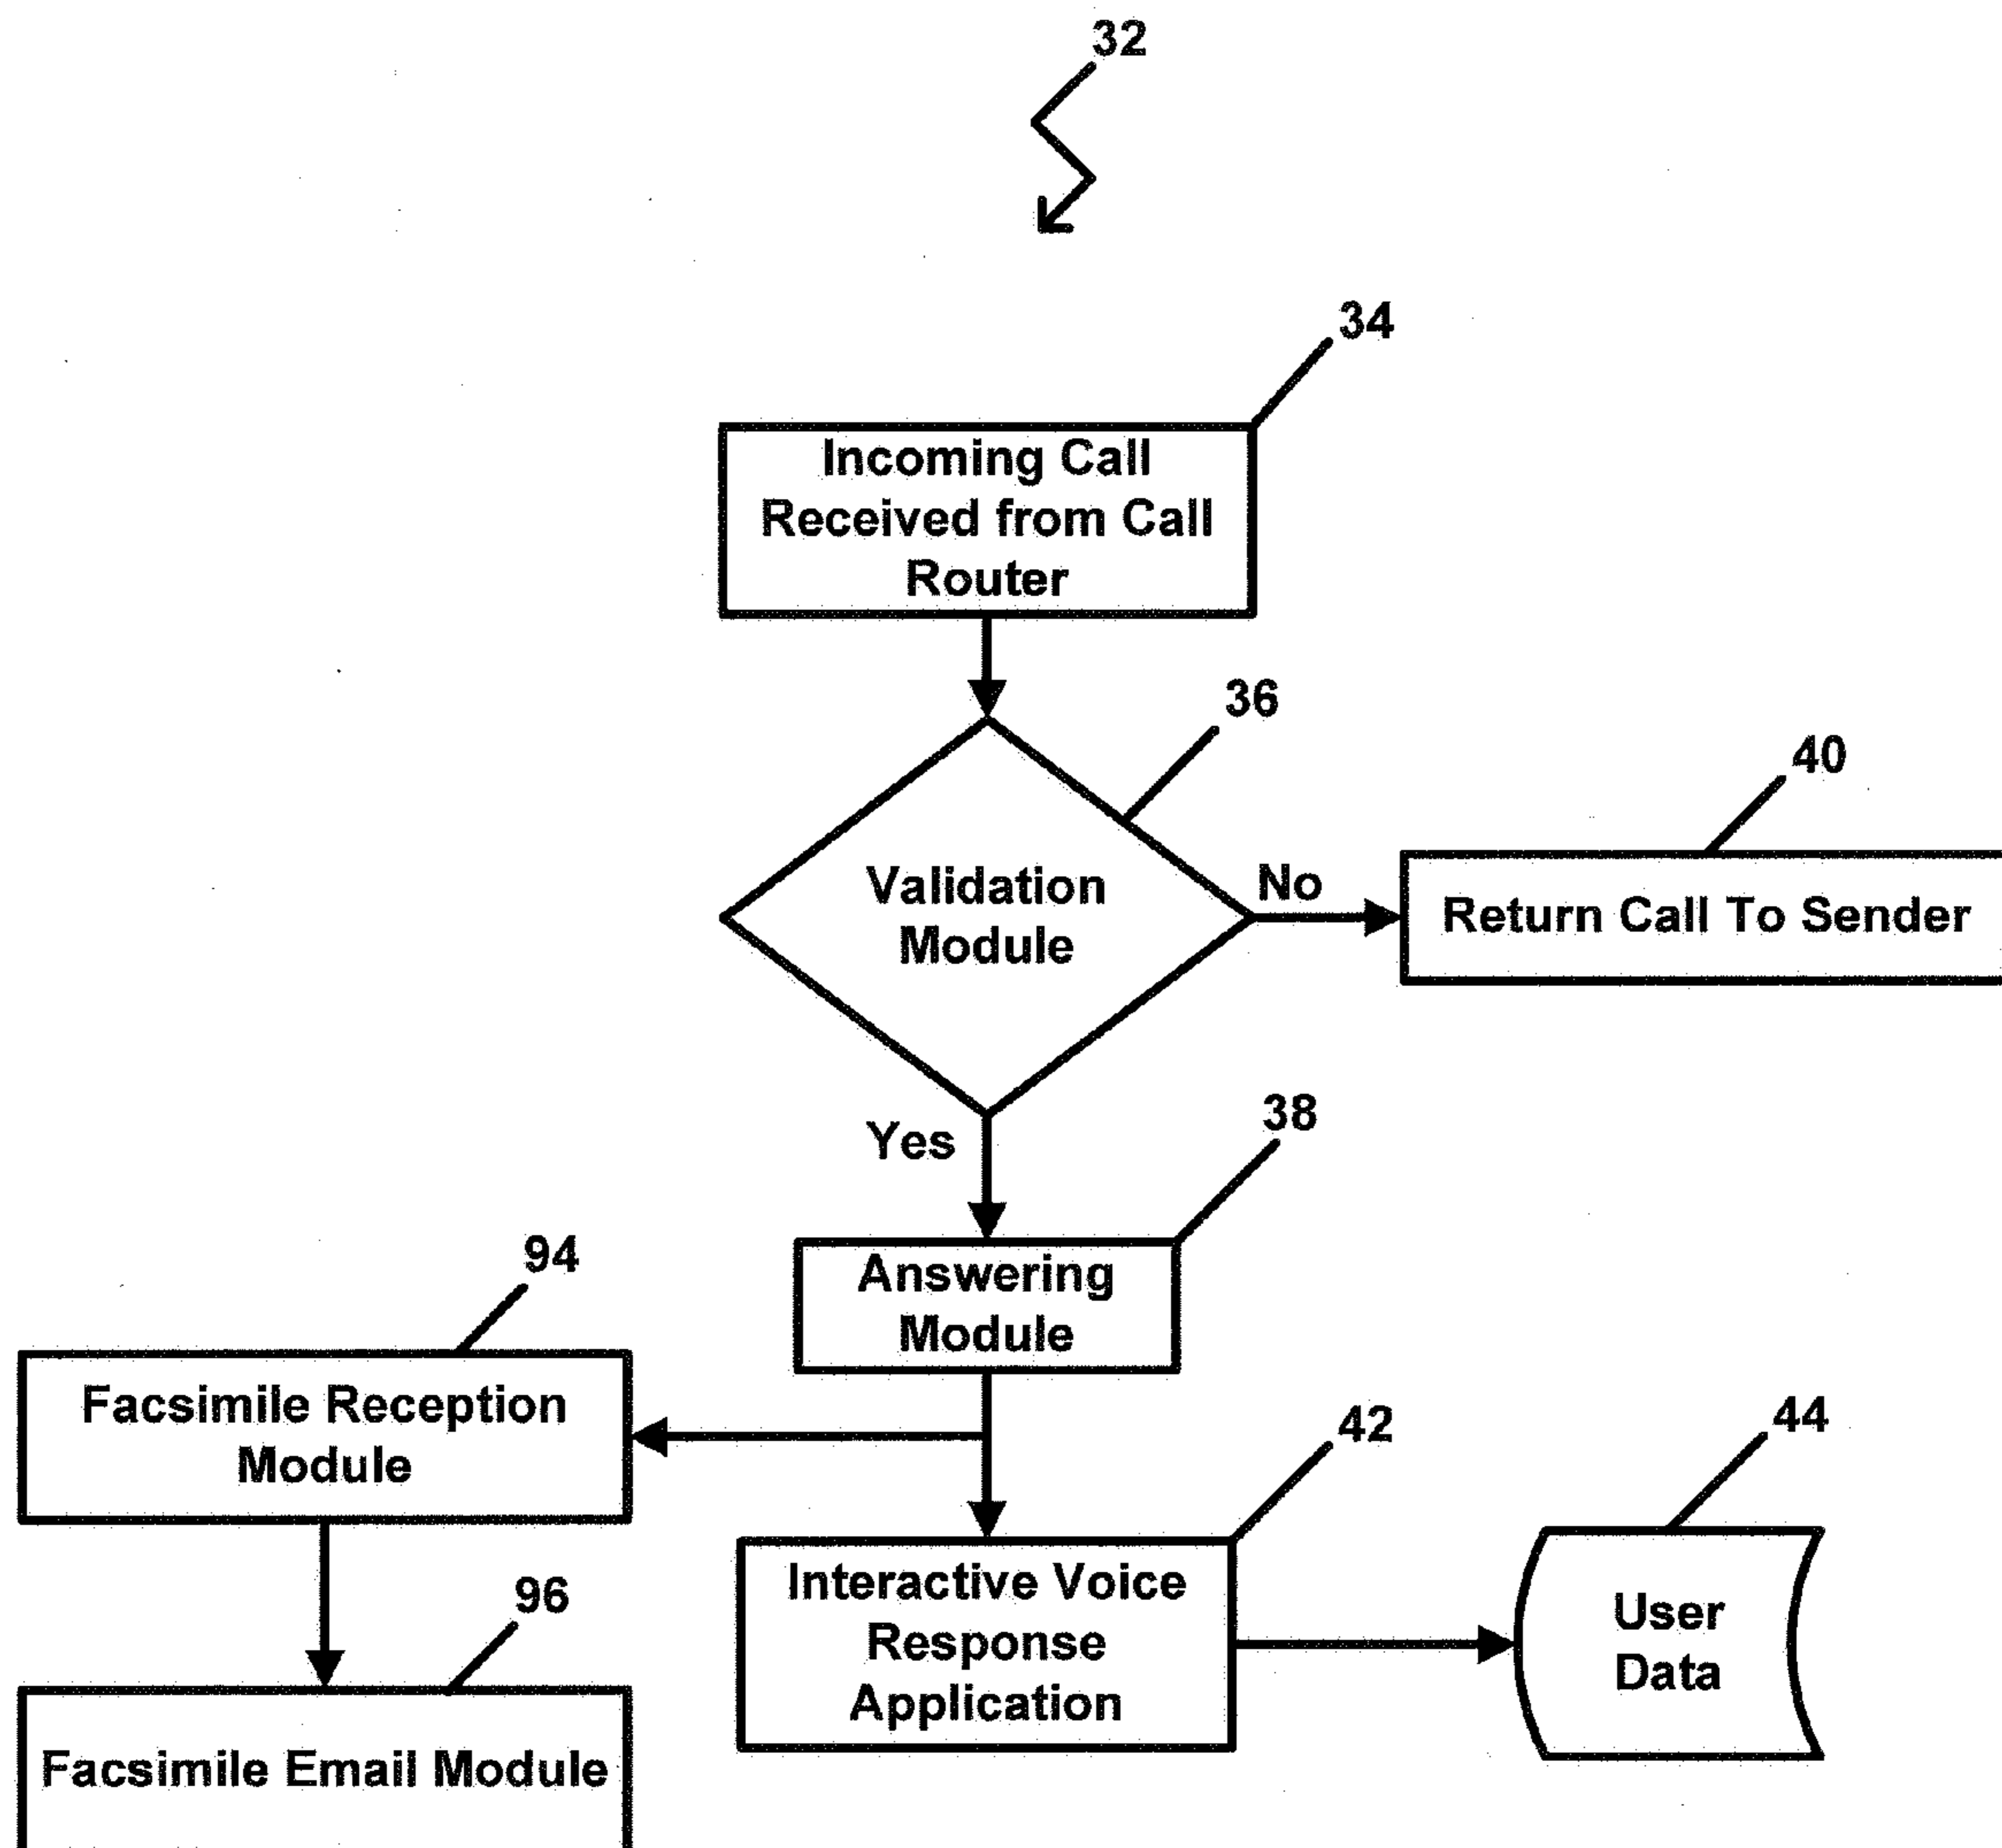 32
34
Incoming Call
Received from Call
Router
36
40
Validation
Module
No
Return Call To Sender
Yes
38
Answering
Module
94
Facsimile Reception
Module
42
44
Interactive Voice
Response
Application
User
Data
96
Facsimile Email Module